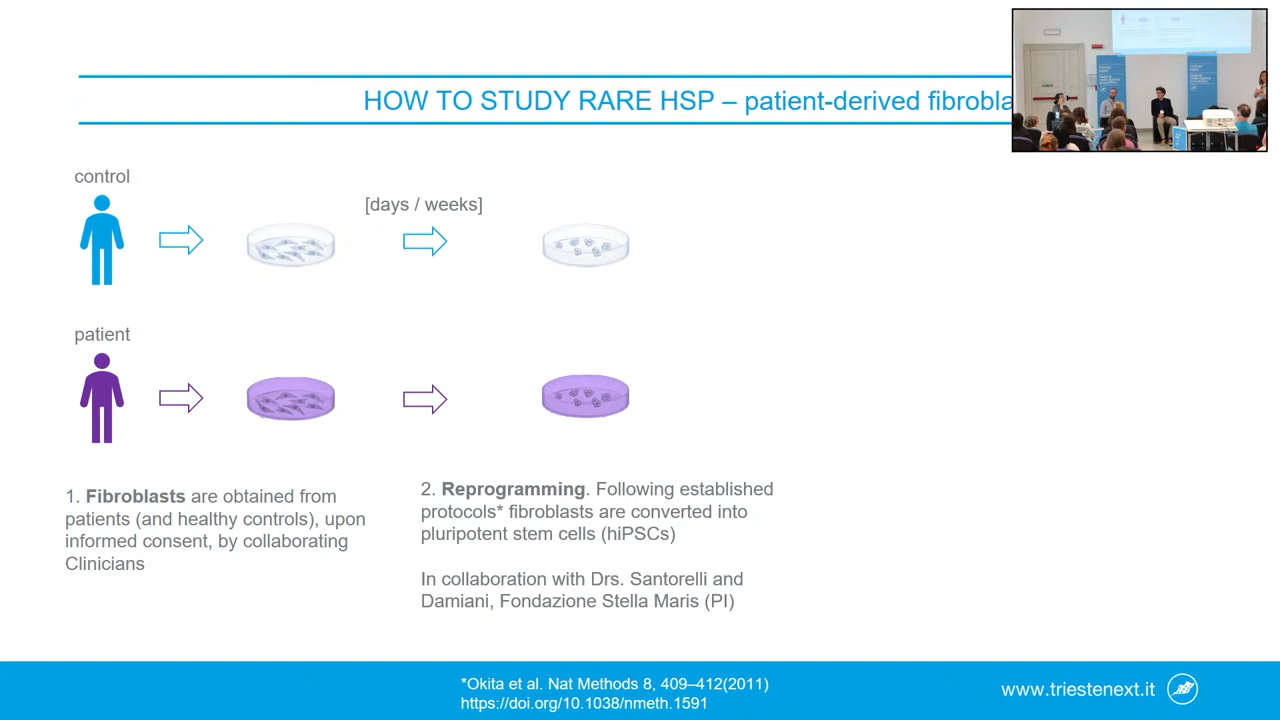 HOW TO STUDY RARE HSP – patient-derived fibrobla
control
[days / weeks]
patient
1. Fibroblasts are obtained from
patients (and healthy controls), upon
informed consent, by collaborating
Clinicians
2. Reprogramming. Following established
protocols* fibroblasts are converted into
pluripotent stem cells (hiPSCs)
In collaboration with Drs. Santorelli and
Damiani, Fondazione Stella Maris (PI)
*Okita et al. Nat Methods 8, 409–412(2011)
https://doi.org/10.1038/nmeth.1591
www.triestenext.it